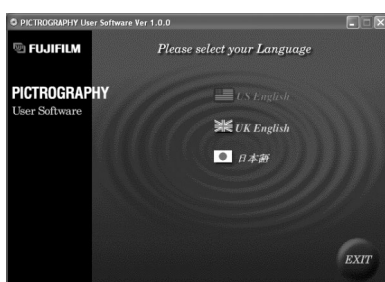 PICTROGRAPHY User Software Ver 1.0.0
FUJIFILM
Please select your Language
PICTROGRAPHY
User Software
US English
UK English
日本語
EXIT